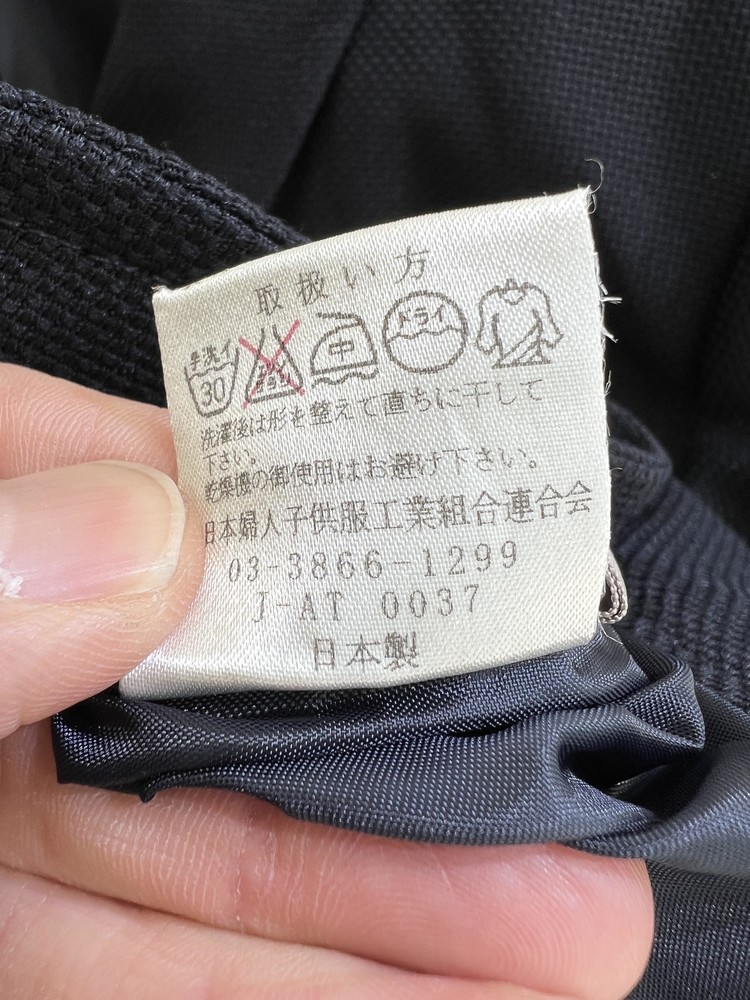 取扱い方
手洗イ 30 中 ドライ
洗濯後は形を整えて直ちに干して
下さい。
乾燥機の御使用はお避け下さい。
日本婦人子供服工業組合連合会
03-3866-1299
J-AT 0037
日本製